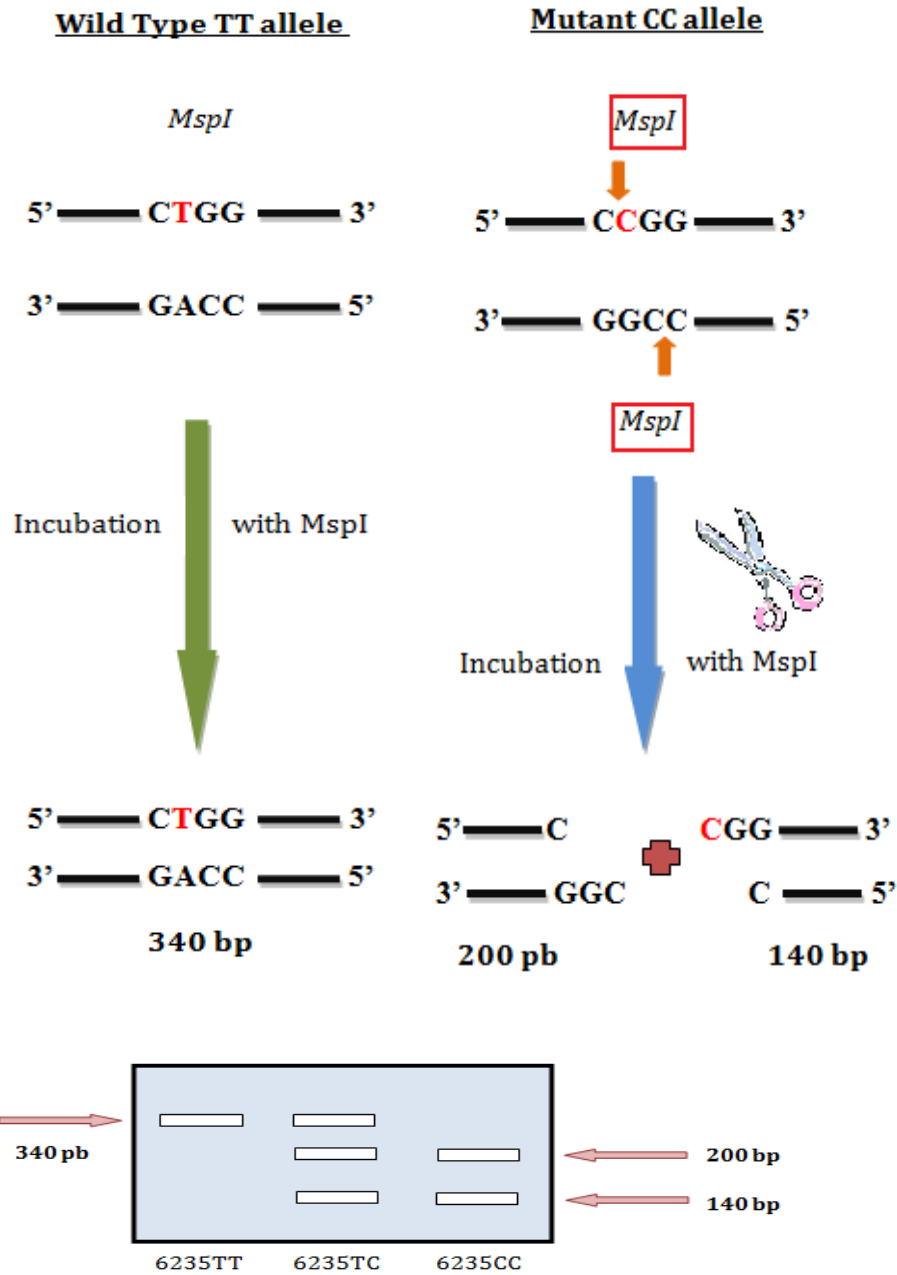 Wild Type TT allele
Mutant CC allele
MspI
MspI
5’ CTGG 3’
5’ CCGG 3’
3’ GACC 5’
3’ GGCC 5’
MspI
Incubation with MspI
Incubation with MspI
5’ CTGG 3’
3’ GACC 5’
5’ C CGG 3’
3’ GGC C 5’
340 bp
200 pb
140 bp
340 pb
200 bp
140 bp
6235TT 6235TC 6235CC